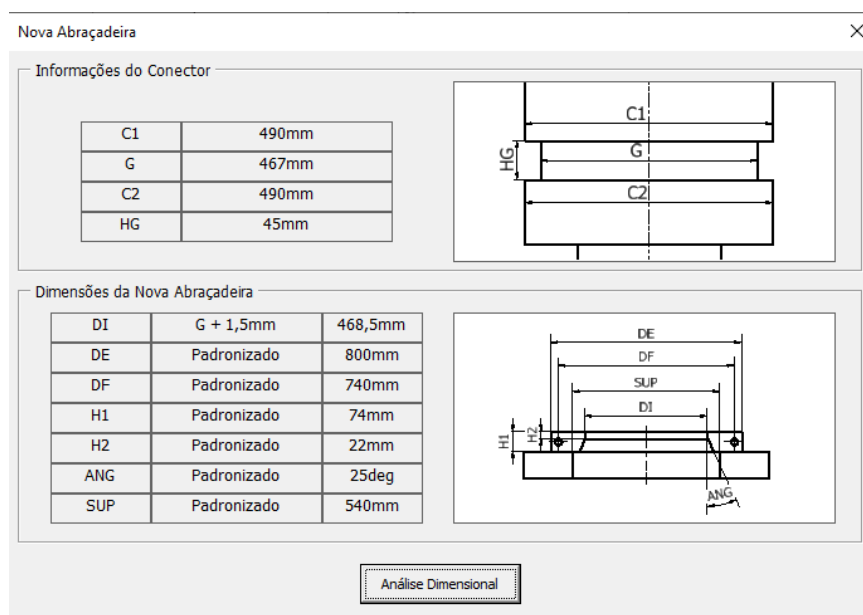 Nova Abraçadeira
Informações do Conector
C1 490mm
G 467mm
C2 490mm
HG 45mm
C1
G
HG
C2
Dimensões da Nova Abraçadeira
DI G + 1,5mm 468,5mm
DE Padronizado 800mm
DF Padronizado 740mm
H1 Padronizado 74mm
H2 Padronizado 22mm
ANG Padronizado 25deg
SUP Padronizado 540mm
DE
DF
SUP
DI
H1
H2
ANG
Análise Dimensional